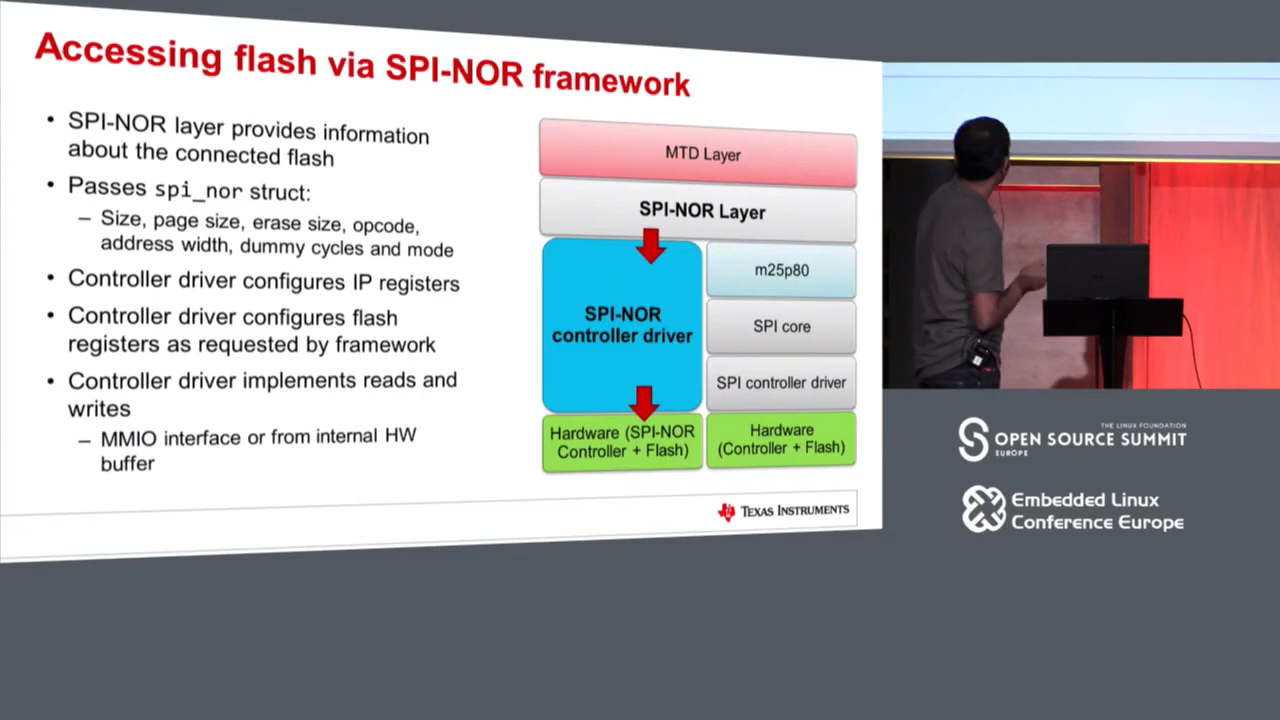 Accessing flash via SPI-NOR framework
• SPI-NOR layer provides information
about the connected flash
• Passes spi_nor struct:
– Size, page size, erase size, opcode,
address width, dummy cycles and mode
• Controller driver configures IP registers
• Controller driver configures flash
registers as requested by framework
• Controller driver implements reads and
writes
– MMIO interface or from internal HW
buffer
MTD Layer
SPI-NOR Layer
SPI-NOR
controller driver
m25p80
SPI core
SPI controller driver
Hardware (SPI-NOR
Controller + Flash)
Hardware
(Controller + Flash)
TEXAS INSTRUMENTS
THE LINUX FOUNDATION
OPEN SOURCE SUMMIT
EUROPE
Embedded Linux
Conference Europe